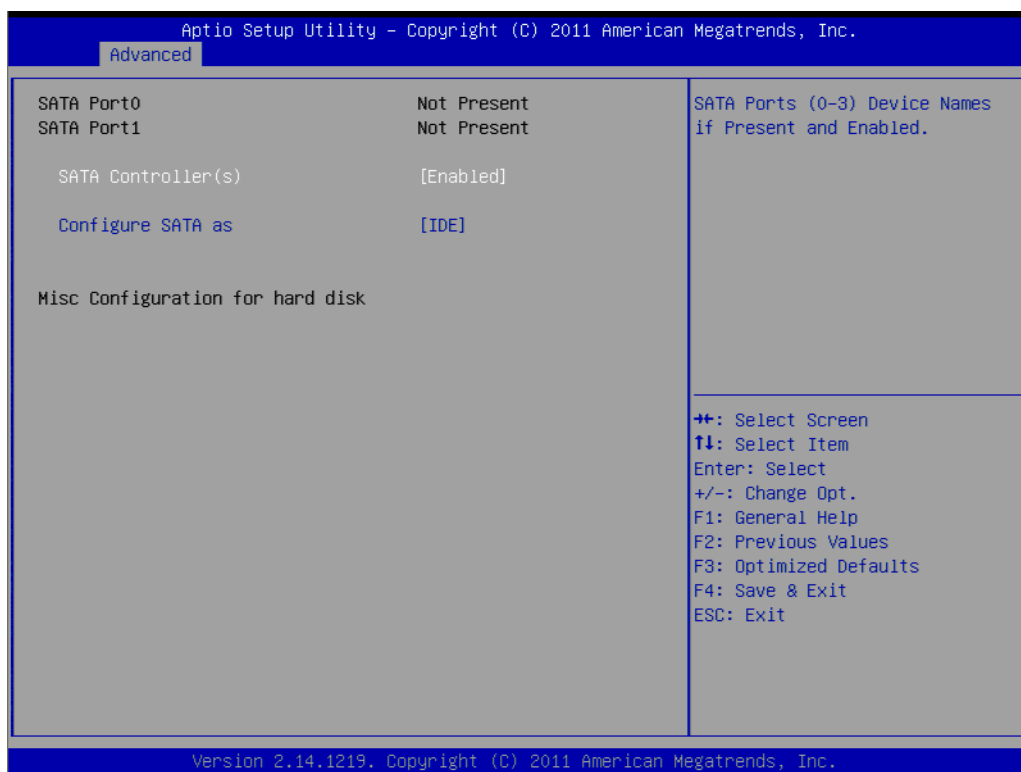 Aptio Setup Utility – Copyright (C) 2011 American Megatrends, Inc.
Advanced
SATA Port0 Not Present
SATA Port1 Not Present
SATA Controller(s) [Enabled]
Configure SATA as [IDE]
Misc Configuration for hard disk
SATA Ports (0-3) Device Names
if Present and Enabled.
→←: Select Screen
↑↓: Select Item
Enter: Select
+/-: Change Opt.
F1: General Help
F2: Previous Values
F3: Optimized Defaults
F4: Save & Exit
ESC: Exit
Version 2.14.1219. Copyright (C) 2011 American Megatrends, Inc.